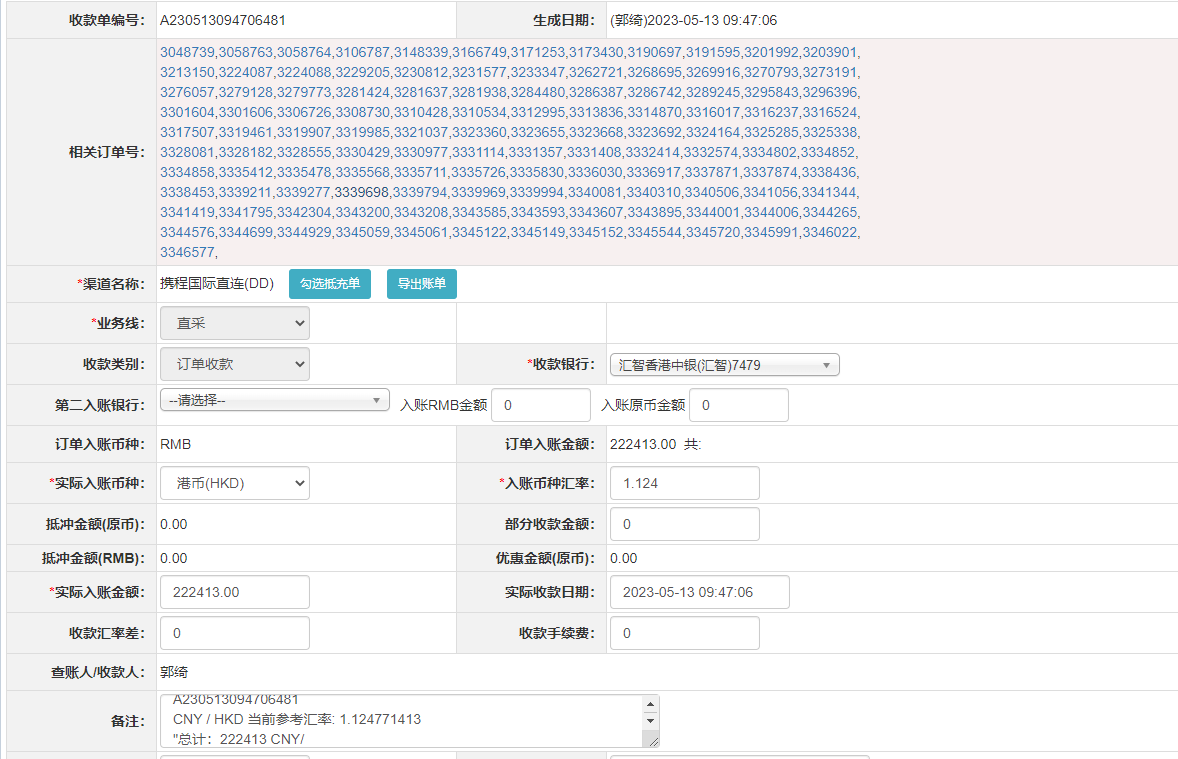 收款单编号: A230513094706481 生成日期: (郭绮)2023-05-13 09:47:06
3048739,3058763,3058764,3106787,3148339,3166749,3171253,3173430,3190697,3191595,3201992,3203901,
3213150,3224087,3224088,3229205,3230812,3231577,3233347,3262721,3268695,3269916,3270793,3273191,
3276057,3279128,3279773,3281424,3281637,3281938,3284480,3286387,3286742,3289245,3295843,3296396,
3301604,3301606,3306726,3308730,3310428,3310534,3312995,3313836,3314870,3316017,3316237,3316524,
3317507,3319461,3319907,3319985,3321037,3323360,3323655,3323668,3323692,3324164,3325285,3325338,
相关订单号: 3328081,3328182,3328555,3330429,3330977,3331114,3331357,3331408,3332414,3332574,3334802,3334852,
3334858,3335412,3335478,3335568,3335711,3335726,3335830,3336030,3336917,3337871,3337874,3338436,
3338453,3339211,3339277,3339698,3339794,3339969,3339994,3340081,3340310,3340506,3341056,3341344,
3341419,3341795,3342304,3343200,3343208,3343585,3343593,3343607,3343895,3344001,3344006,3344265,
3344576,3344699,3344929,3345059,3345061,3345122,3345149,3345152,3345544,3345720,3345991,3346022,
3346577,
*渠道名称: 携程国际直连(DD) 勾选抵充单 导出账单
*业务线: 直采
收款类别: 订单收款 *收款银行: 汇智香港中银(汇智)7479
第二入账银行: --请选择-- 入账RMB金额 0 入账原币金额 0
订单入账币种: RMB 订单入账金额: 222413.00 共:
*实际入账币种: 港币(HKD) *入账币种汇率: 1.124
抵冲金额(原币): 0.00 部分收款金额: 0
抵冲金额(RMB): 0.00 优惠金额(原币): 0.00
*实际入账金额: 222413.00 实际收款日期: 2023-05-13 09:47:06
收款汇率差: 0 收款手续费: 0
查账人/收款人: 郭绮
A230513094706481
备注: CNY / HKD 当前参考汇率: 1.124771413
"总计: 222413 CNY/